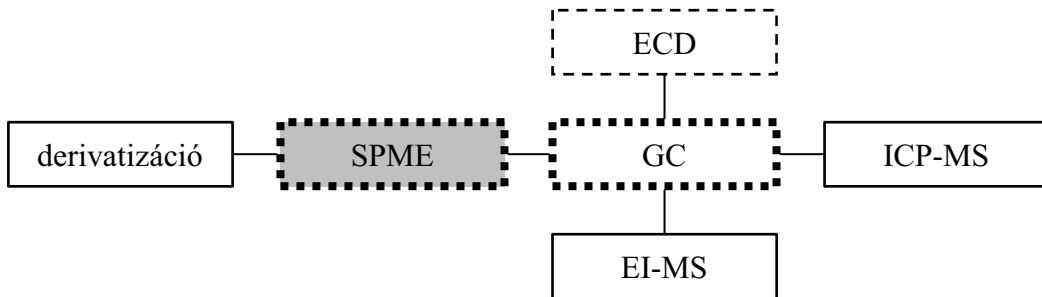 ECD
derivatizáció
SPME
GC
ICP-MS
EI-MS